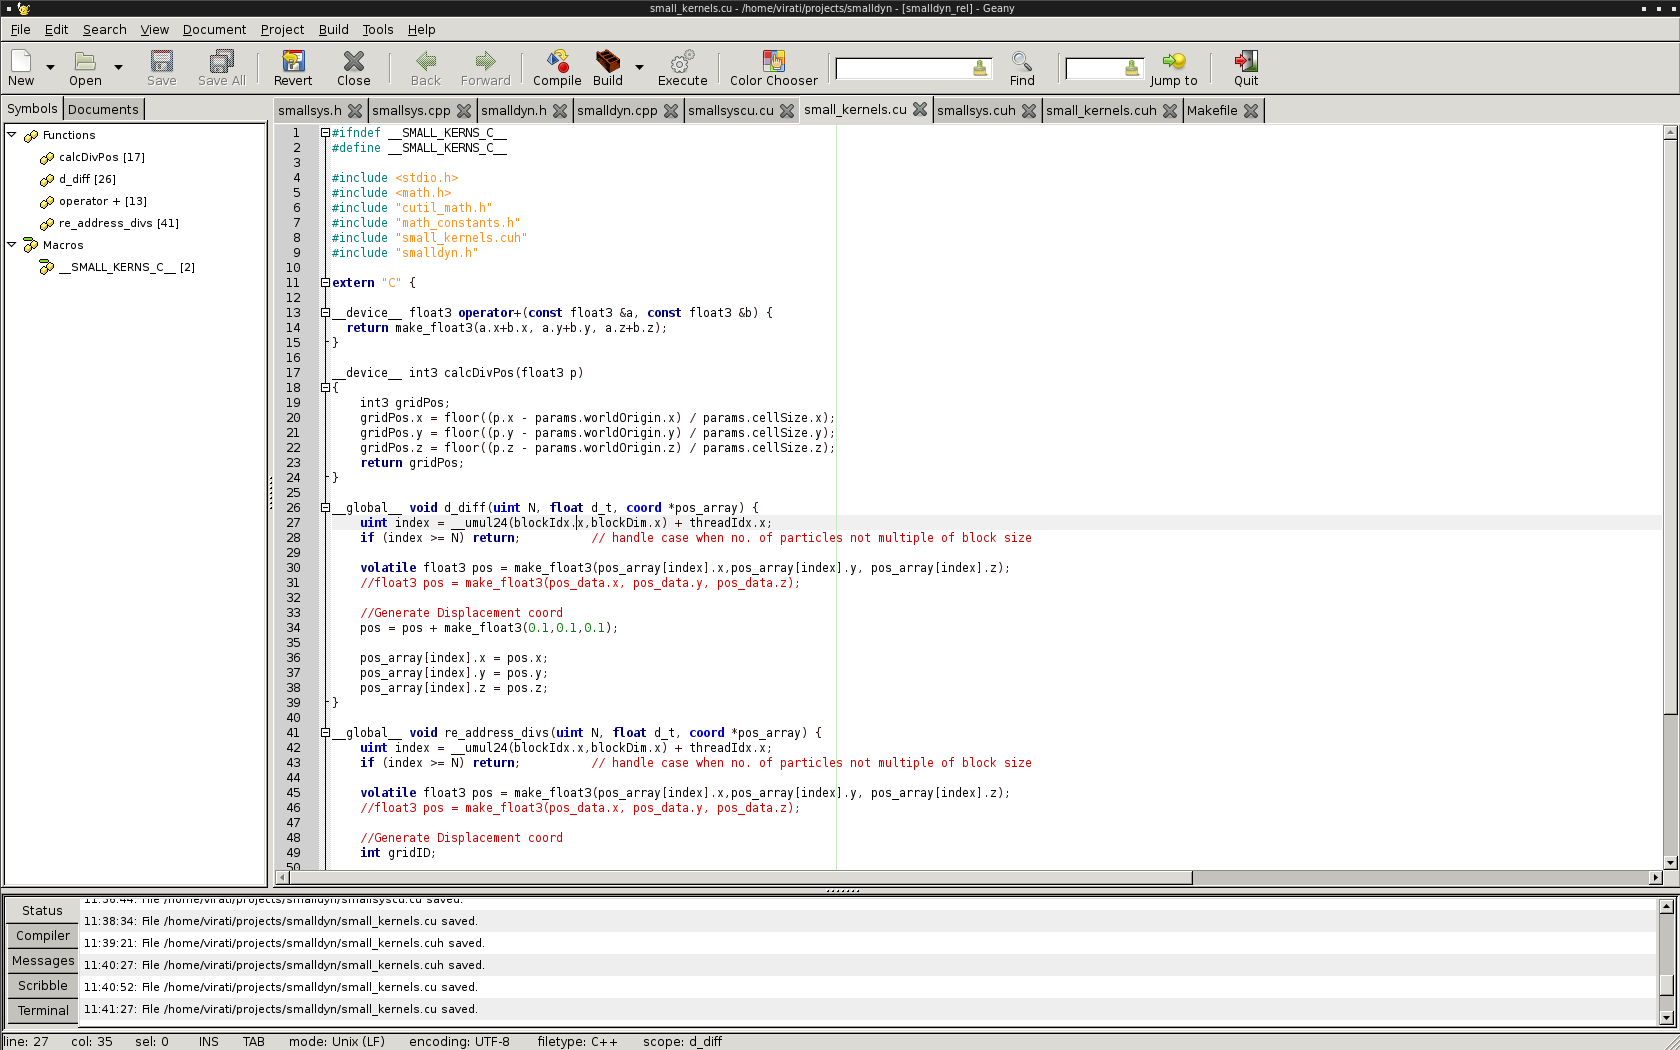 small_kernels.cu - /home/virati/projects/smalldyn - [smalldyn_rel] - Geany
File Edit Search View Document Project Build Tools Help
New Open Save Save All Revert Close Back Forward Compile Build Execute Color Chooser Find Jump to Quit
Symbols Documents
smallsys.h smallsys.cpp smalldyn.h smalldyn.cpp smallsyscu.cu small_kernels.cu smallsys.cuh small_kernels.cuh Makefile
Functions
calcDivPos [17]
d_diff [26]
operator + [13]
re_address_divs [41]
Macros
__SMALL_KERNS_C__ [2]
1 #ifndef __SMALL_KERNS_C__
2 #define __SMALL_KERNS_C__
3
4 #include <stdio.h>
5 #include <math.h>
6 #include "cutil_math.h"
7 #include "math_constants.h"
8 #include "small_kernels.cuh"
9 #include "smalldyn.h"
10
11 extern "C" {
12
13 __device__ float3 operator+(const float3 &a, const float3 &b) {
14 return make_float3(a.x+b.x, a.y+b.y, a.z+b.z);
15 }
16
17 __device__ int3 calcDivPos(float3 p)
18 {
19 int3 gridPos;
20 gridPos.x = floor((p.x - params.worldOrigin.x) / params.cellSize.x);
21 gridPos.y = floor((p.y - params.worldOrigin.y) / params.cellSize.y);
22 gridPos.z = floor((p.z - params.worldOrigin.z) / params.cellSize.z);
23 return gridPos;
24 }
25
26 __global__ void d_diff(uint N, float d_t, coord *pos_array) {
27 uint index = __umul24(blockIdx.x,blockDim.x) + threadIdx.x;
28 if (index >= N) return; // handle case when no. of particles not multiple of block size
29
30 volatile float3 pos = make_float3(pos_array[index].x,pos_array[index].y, pos_array[index].z);
31 //float3 pos = make_float3(pos_data.x, pos_data.y, pos_data.z);
32
33 //Generate Displacement coord
34 pos = pos + make_float3(0.1,0.1,0.1);
35
36 pos_array[index].x = pos.x;
37 pos_array[index].y = pos.y;
38 pos_array[index].z = pos.z;
39 }
40
41 __global__ void re_address_divs(uint N, float d_t, coord *pos_array) {
42 uint index = __umul24(blockIdx.x,blockDim.x) + threadIdx.x;
43 if (index >= N) return; // handle case when no. of particles not multiple of block size
44
45 volatile float3 pos = make_float3(pos_array[index].x,pos_array[index].y, pos_array[index].z);
46 //float3 pos = make_float3(pos_data.x, pos_data.y, pos_data.z);
47
48 //Generate Displacement coord
49 int gridID;
50
Status
Compiler
Messages
Scribble
Terminal
11:36:44: File /home/virati/projects/smalldyn/smallsyscu.cu saved.
11:38:34: File /home/virati/projects/smalldyn/small_kernels.cu saved.
11:39:21: File /home/virati/projects/smalldyn/small_kernels.cuh saved.
11:40:27: File /home/virati/projects/smalldyn/small_kernels.cuh saved.
11:40:52: File /home/virati/projects/smalldyn/small_kernels.cu saved.
11:41:27: File /home/virati/projects/smalldyn/small_kernels.cu saved.
line: 27 col: 35 sel: 0 INS TAB mode: Unix (LF) encoding: UTF-8 filetype: C++ scope: d_diff